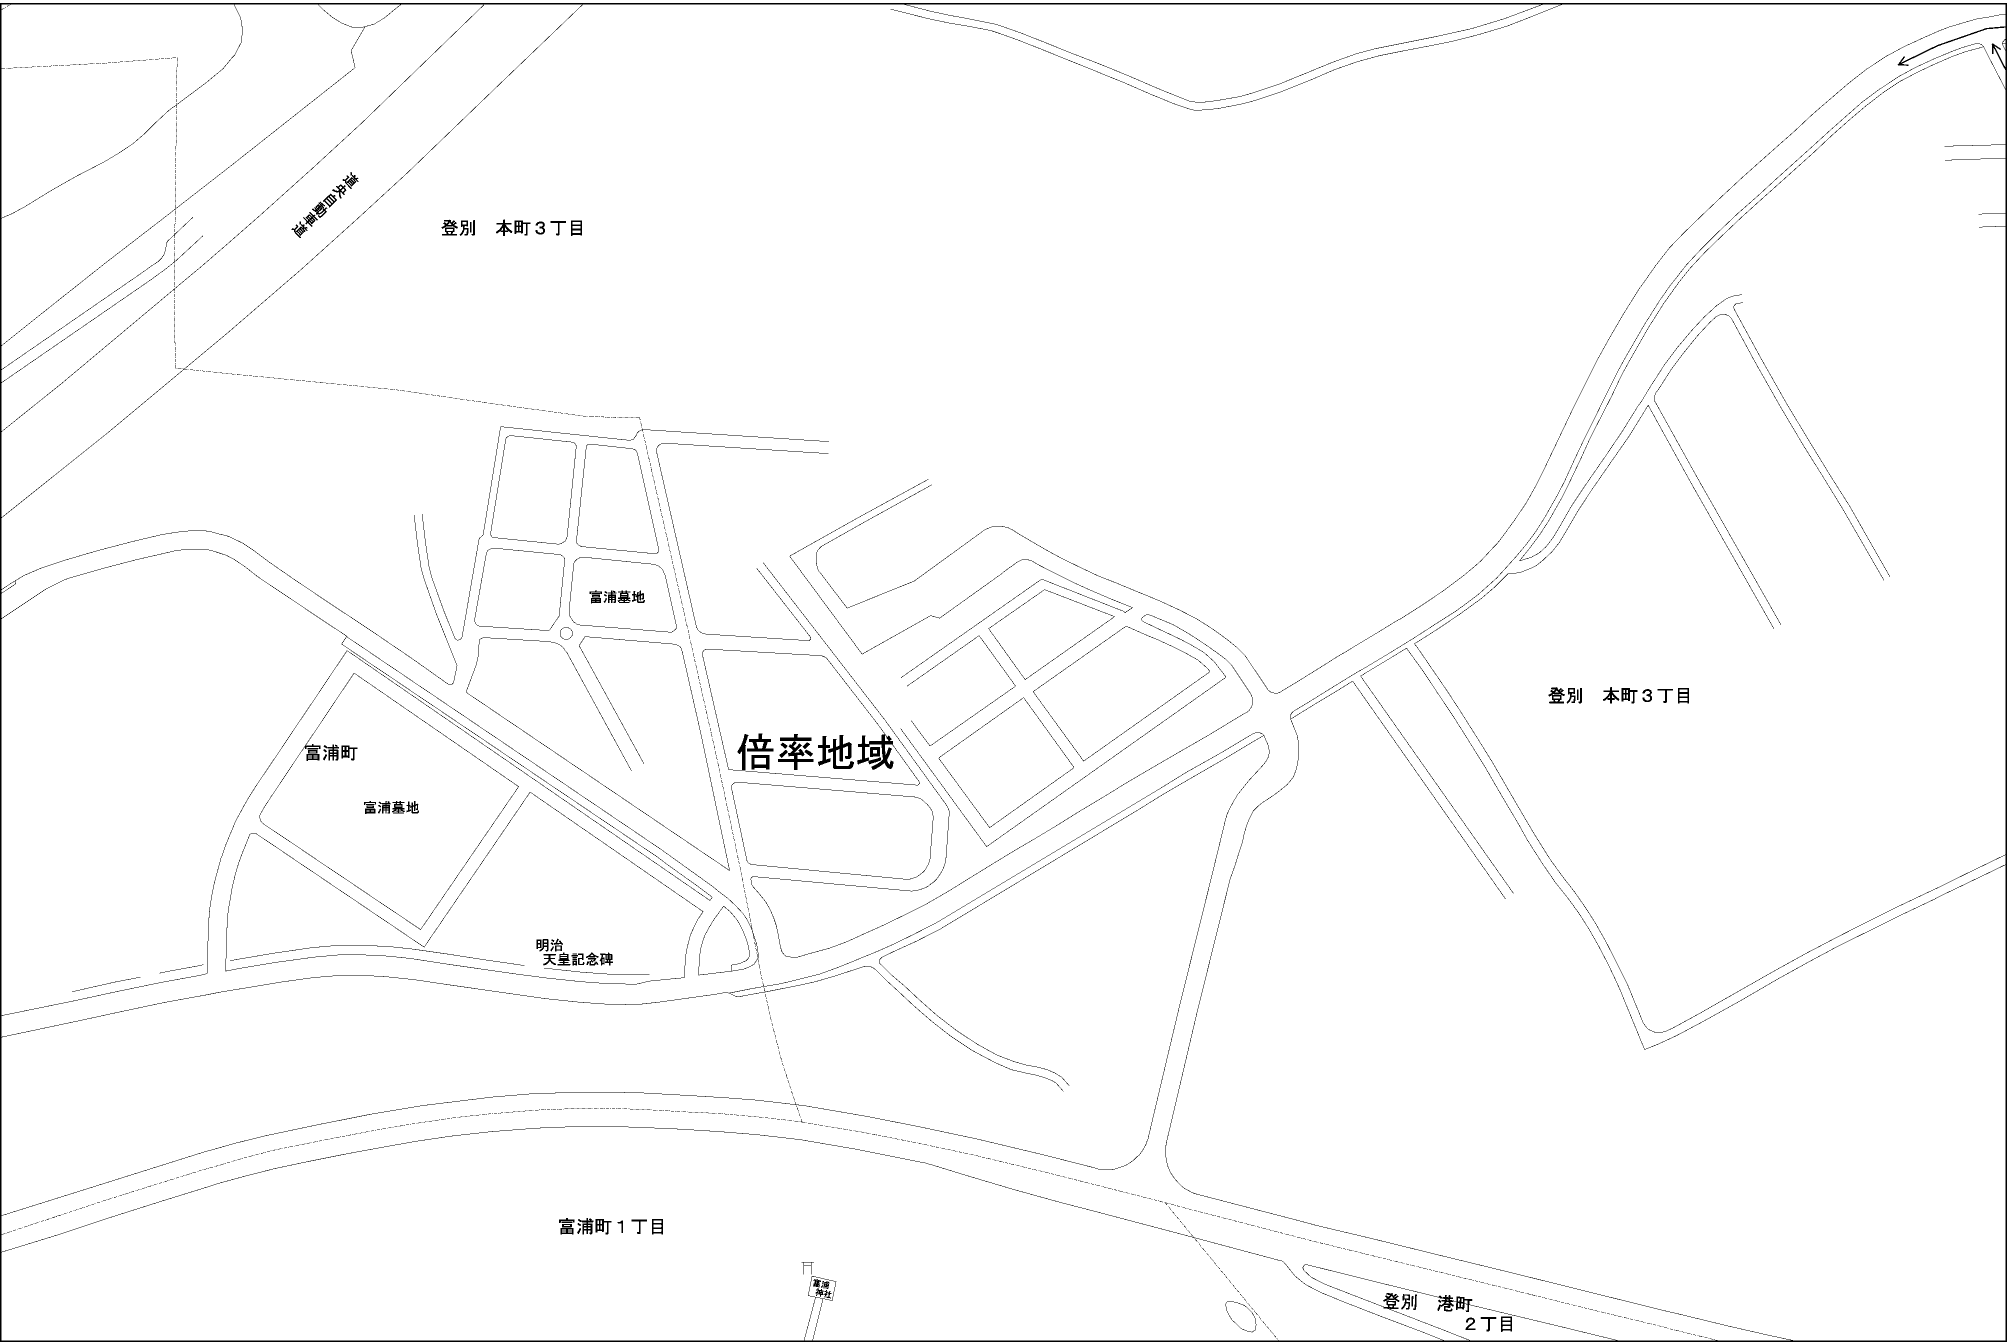 道央自動車道
登別　本町３丁目
富浦墓地
登別　本町３丁目
倍率地域
富浦町
富浦墓地
明治
天皇記念碑
富浦町１丁目
富浦
神社
登別　港町
２丁目